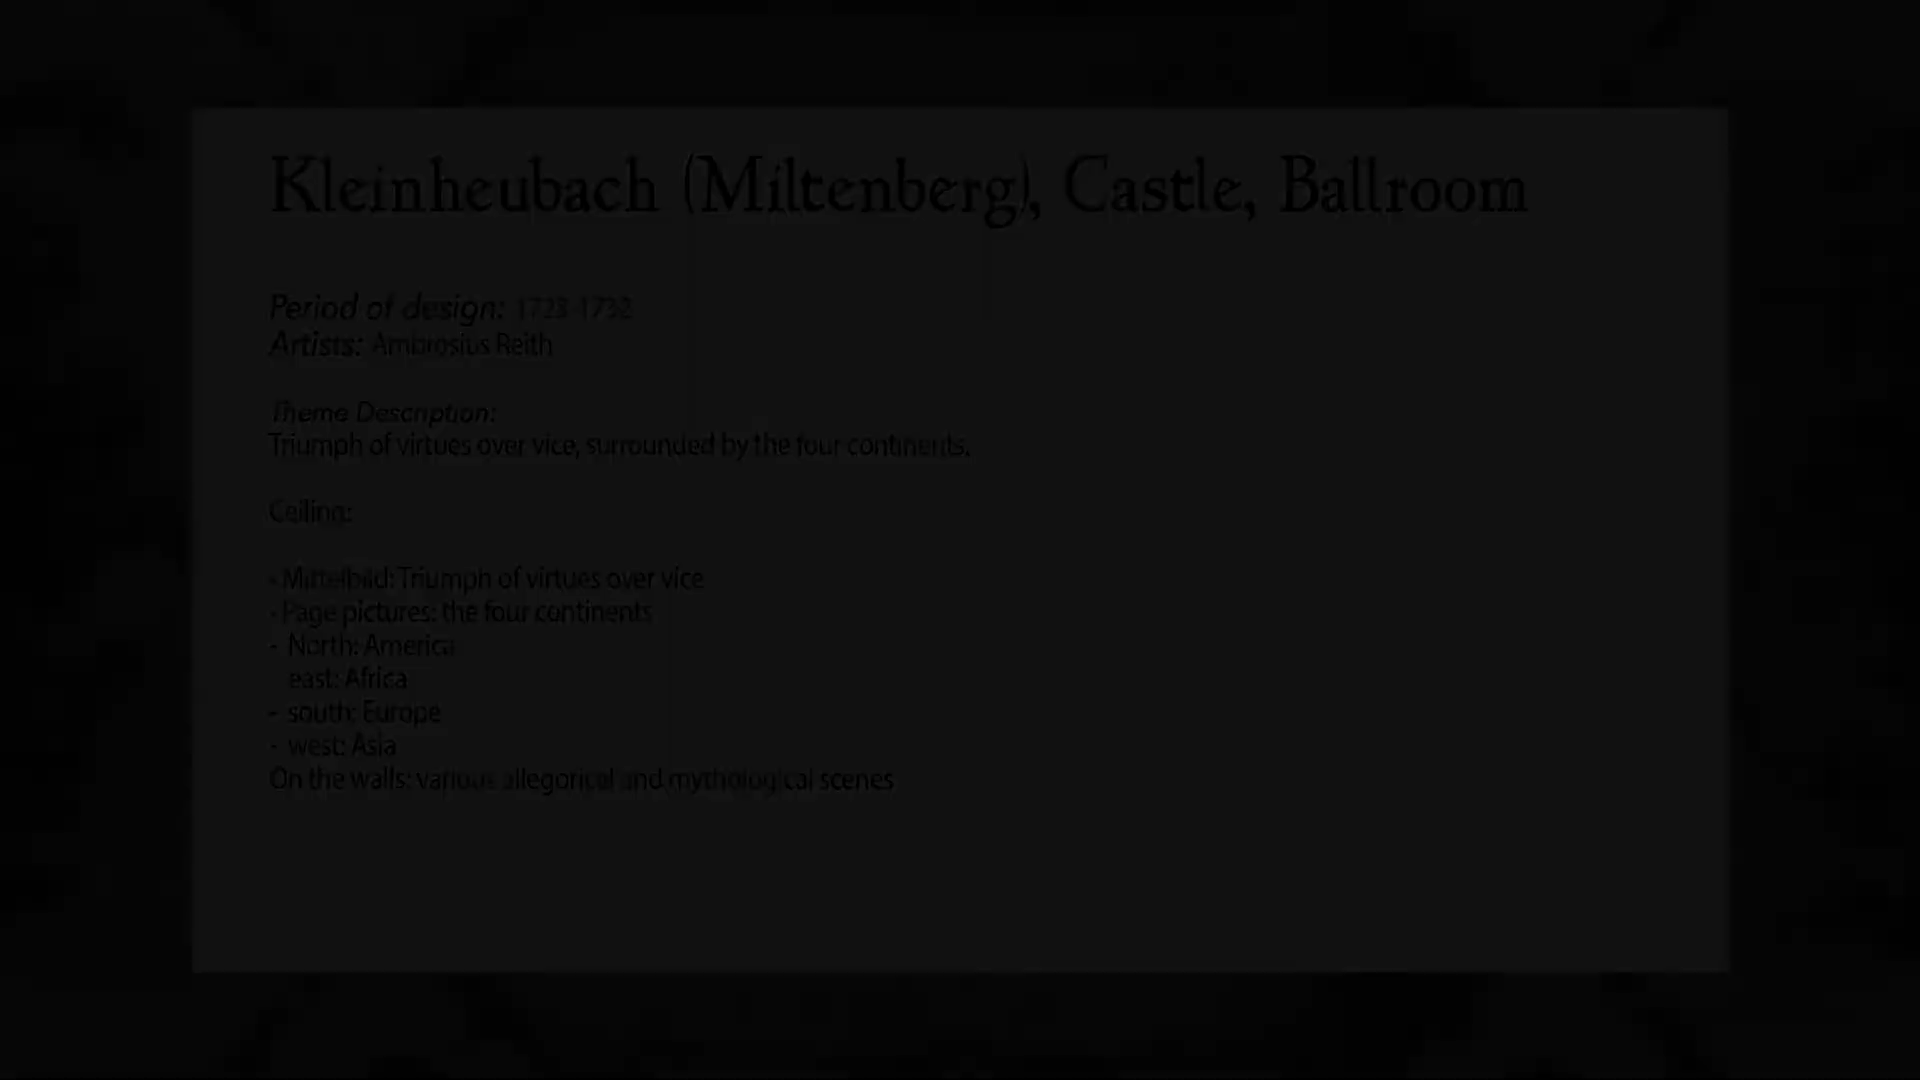 Kleinheubach (Miltenberg), Castle, Ballroom
Period of design: 1723-1732
Artists: Ambrosius Reith
Theme Description:
Triumph of virtues over vice, surrounded by the four continents.
Ceiling:
- Mittelbild: Triumph of virtues over vice
- Page pictures: the four continents
- North: America
east: Africa
- south: Europe
- west: Asia
On the walls: various allegorical and mythological scenes